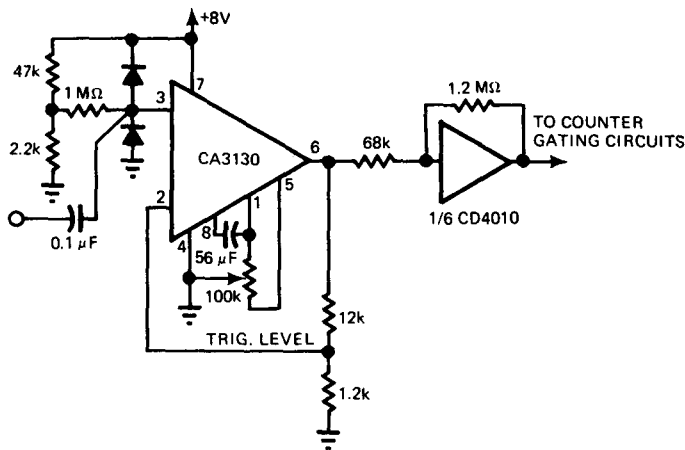 +8V
47k
1 MΩ
3
7
2.2k
CA3130
6
68k
1.2 MΩ
TO COUNTER
GATING CIRCUITS
1/6 CD4010
2
5
1
8
4
0.1 μF
56 μF
100k
12k
TRIG. LEVEL
1.2k